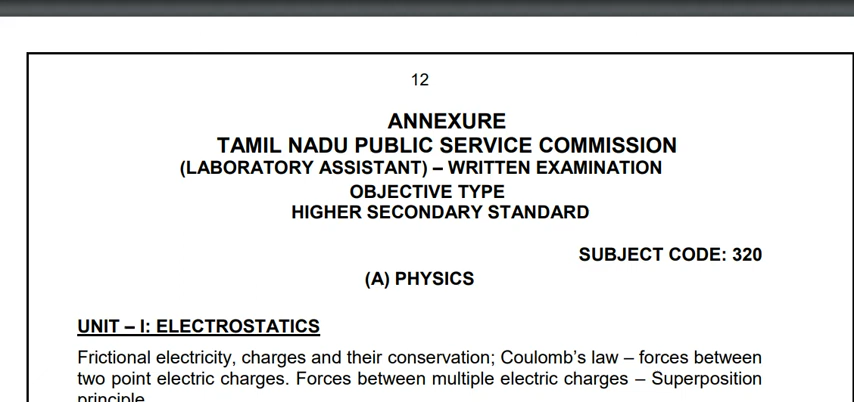 12
ANNEXURE
TAMIL NADU PUBLIC SERVICE COMMISSION
(LABORATORY ASSISTANT) – WRITTEN EXAMINATION
OBJECTIVE TYPE
HIGHER SECONDARY STANDARD
SUBJECT CODE: 320
(A) PHYSICS
UNIT – I: ELECTROSTATICS
Frictional electricity, charges and their conservation; Coulomb’s law – forces between
two point electric charges. Forces between multiple electric charges – Superposition
principle